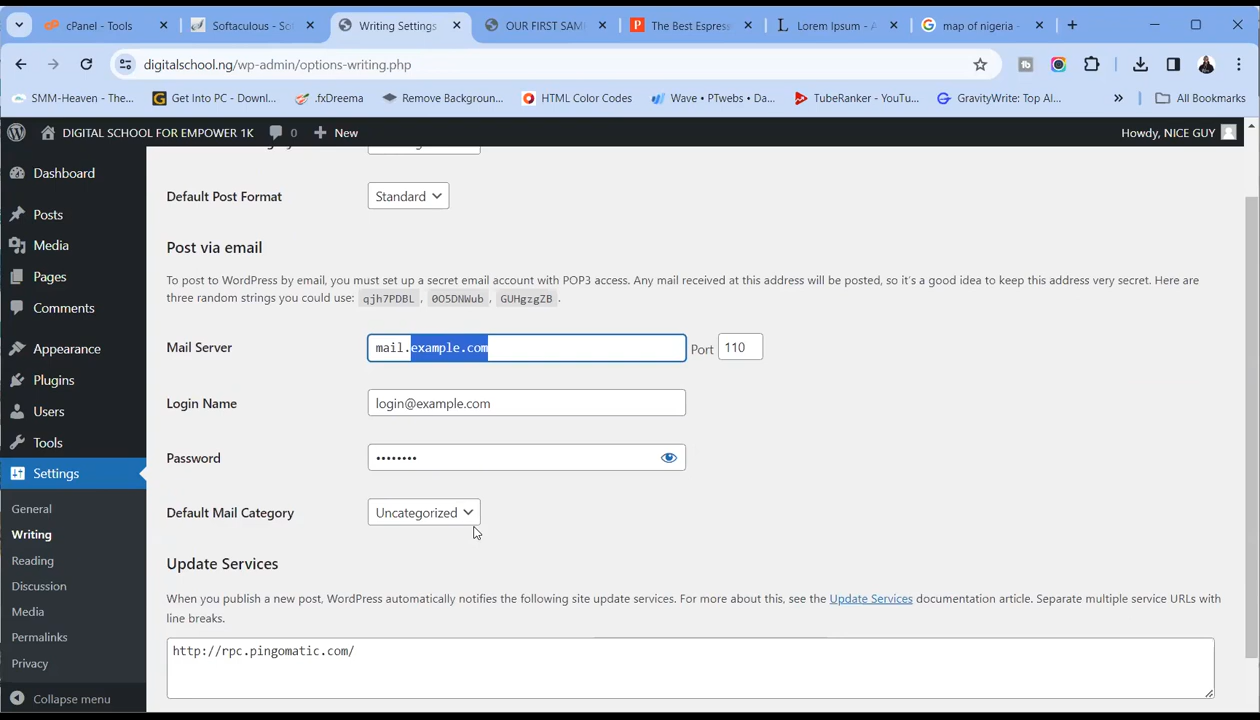 cPanel - Tools
Softaculous - So
Writing Settings
OUR FIRST SAM
The Best Espress
Lorem Ipsum - A
map of nigeria -
digitalschool.ng/wp-admin/options-writing.php
SMM-Heaven - The...
Get Into PC - Downl...
.fxDreema
Remove Backgroun...
HTML Color Codes
Wave • PTwebs • Da...
TubeRanker - YouTu...
GravityWrite: Top AI...
All Bookmarks
DIGITAL SCHOOL FOR EMPOWER 1K
0
New
Howdy, NICE GUY
Dashboard
Posts
Media
Pages
Comments
Appearance
Plugins
Users
Tools
Settings
General
Writing
Reading
Discussion
Media
Permalinks
Privacy
Collapse menu
Default Post Format
Standard
Post via email
To post to WordPress by email, you must set up a secret email account with POP3 access. Any mail received at this address will be posted, so it's a good idea to keep this address very secret. Here are
three random strings you could use: qjh7PDBL , 0O5DNWub , GUHgzgZB .
Mail Server
mail.example.com
Port 110
Login Name
login@example.com
Password
••••••••
Default Mail Category
Uncategorized
Update Services
When you publish a new post, WordPress automatically notifies the following site update services. For more about this, see the Update Services documentation article. Separate multiple service URLs with
line breaks.
http://rpc.pingomatic.com/